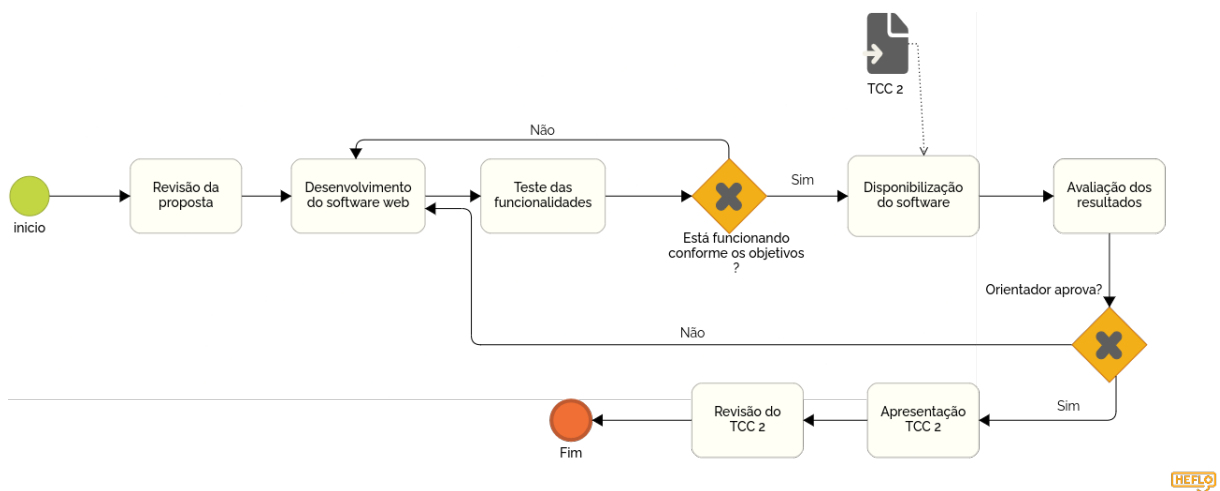 TCC 2
Não
Revisão da
proposta
Desenvolvimento
do software web
Teste das
funcionalidades
Sim
Disponibilização
do software
Avaliação dos
resultados
inicio
Está funcionando
conforme os objetivos
?
Orientador aprova?
Não
Sim
Revisão do
TCC 2
Apresentação
TCC 2
Fim
HEFLO